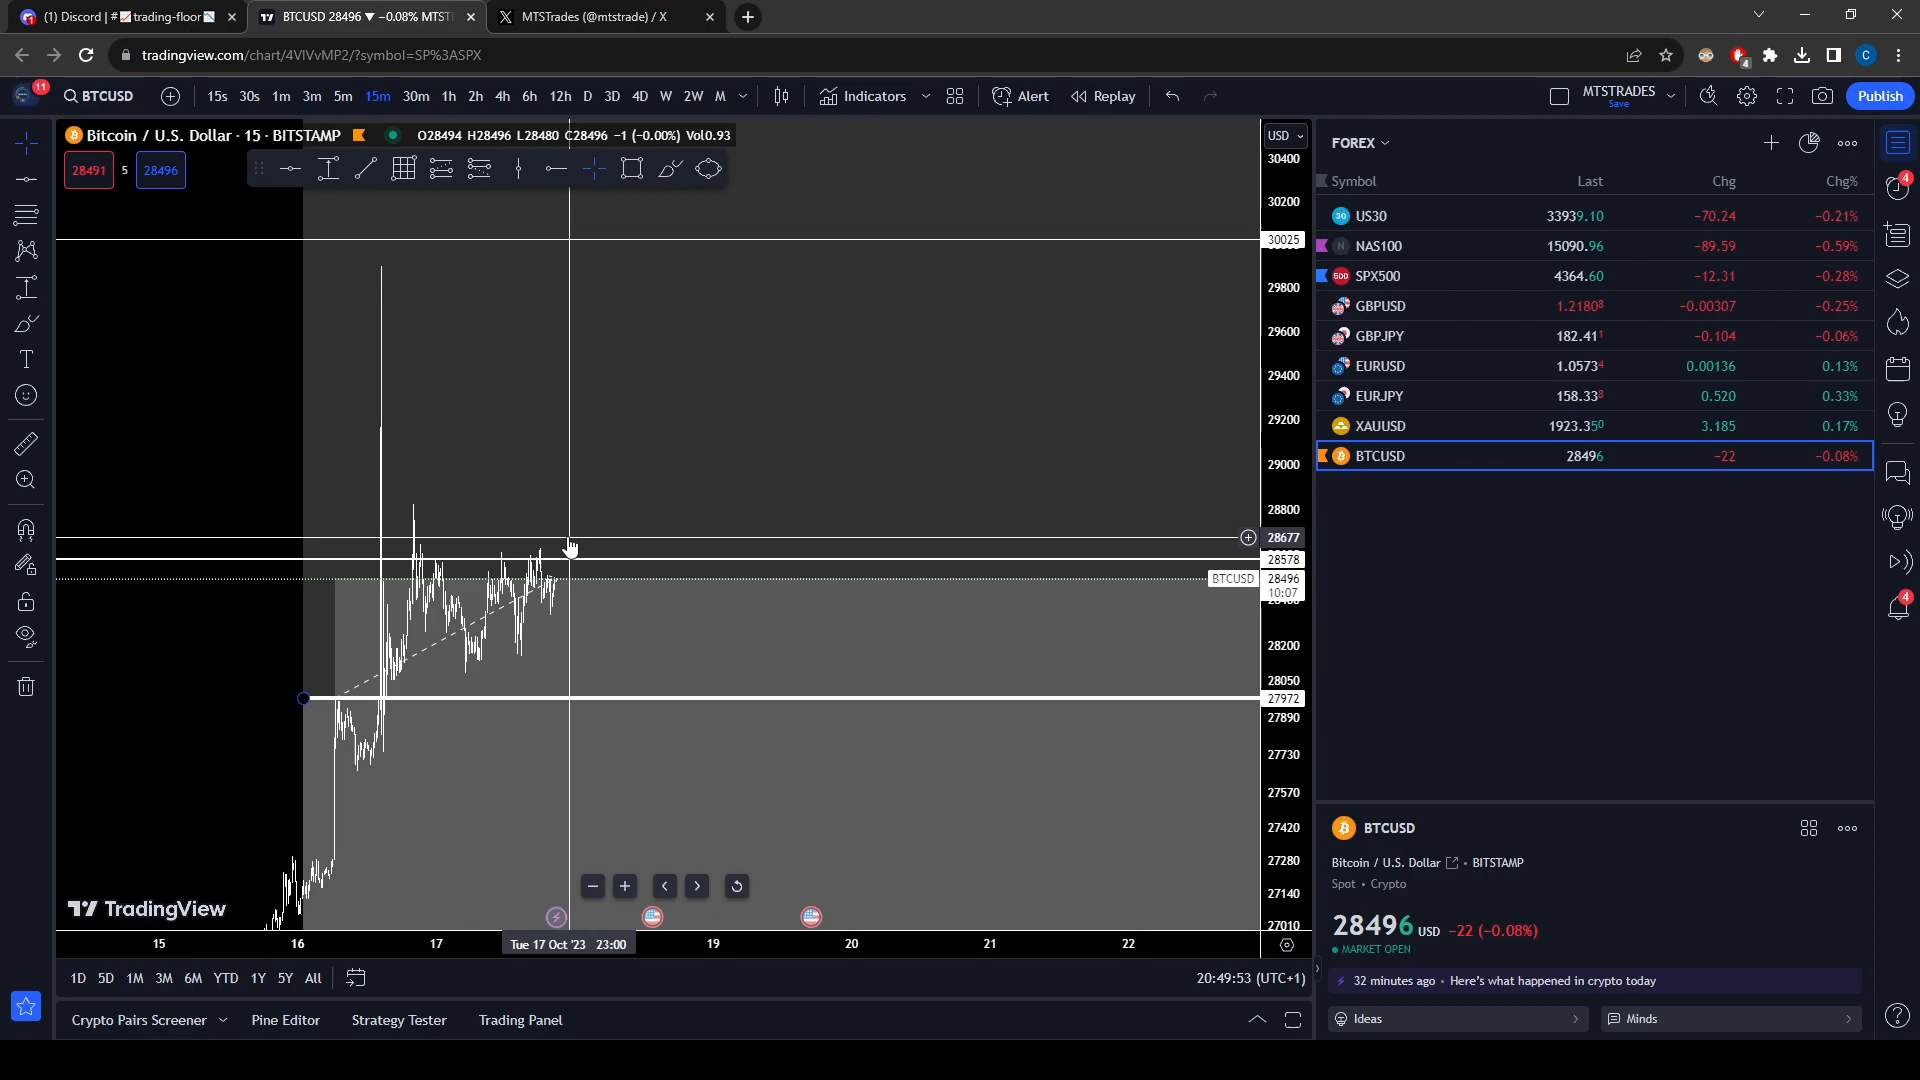 (1) Discord | #📈trading-floor📉
BTCUSD 28496 ▼ −0.08% MTST
MTSTrades (@mtstrade) / X
tradingview.com/chart/4VIVvMP2/?symbol=SP%3ASPX
4
C
11
BTCUSD
15s 30s 1m 3m 5m 15m 30m 1h 2h 4h 6h 12h D 3D 4D W 2W M
Indicators
Alert
Replay
MTSTRADES
Save
Publish
Bitcoin / U.S. Dollar · 15 · BITSTAMP
O28494 H28496 L28480 C28496 −1 (−0.00%) Vol0.93
28491 5 28496
USD
30400
30200
30025
29800
29600
29400
29200
29000
28800
28677
28578
BTCUSD 28496
10:07
28200
28050
27972
27890
27730
27570
27420
27280
27140
27010
TradingView
15 16 17 Tue 17 Oct '23 23:00 19 20 21 22
1D 5D 1M 3M 6M YTD 1Y 5Y All
20:49:53 (UTC+1)
Crypto Pairs Screener
Pine Editor
Strategy Tester
Trading Panel
FOREX
Symbol Last Chg Chg%
30 US30 33939.10 −70.24 −0.21%
N NAS100 15090.96 −89.59 −0.59%
500 SPX500 4364.60 −12.31 −0.28%
GBPUSD 1.21808 −0.00307 −0.25%
GBPJPY 182.411 −0.104 −0.06%
EURUSD 1.05734 0.00136 0.13%
EURJPY 158.338 0.520 0.33%
XAUUSD 1923.350 3.185 0.17%
BTCUSD 28496 −22 −0.08%
BTCUSD
Bitcoin / U.S. Dollar • BITSTAMP
Spot • Crypto
28496 USD −22 (−0.08%)
MARKET OPEN
32 minutes ago • Here's what happened in crypto today
Ideas
Minds
4
4